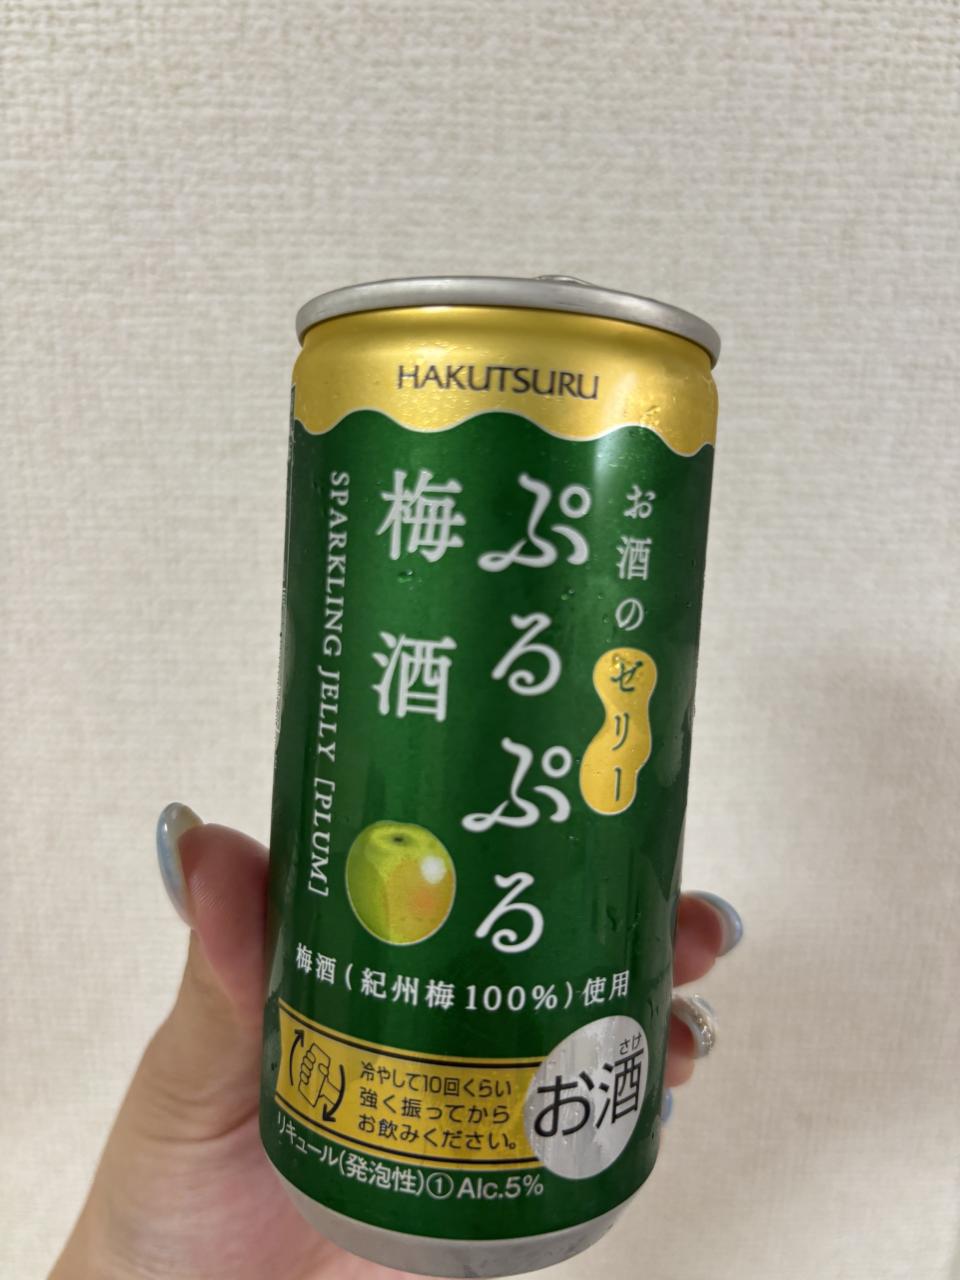 HAKUTSURU
お酒のゼリー
ぷるぷる
梅酒
SPARKLING JELLY [PLUM]
梅酒(紀州梅100%)使用
冷やして10回くらい
強く振ってから
お飲みください。
さけ
お酒
リキュール(発泡性)① Alc.5%